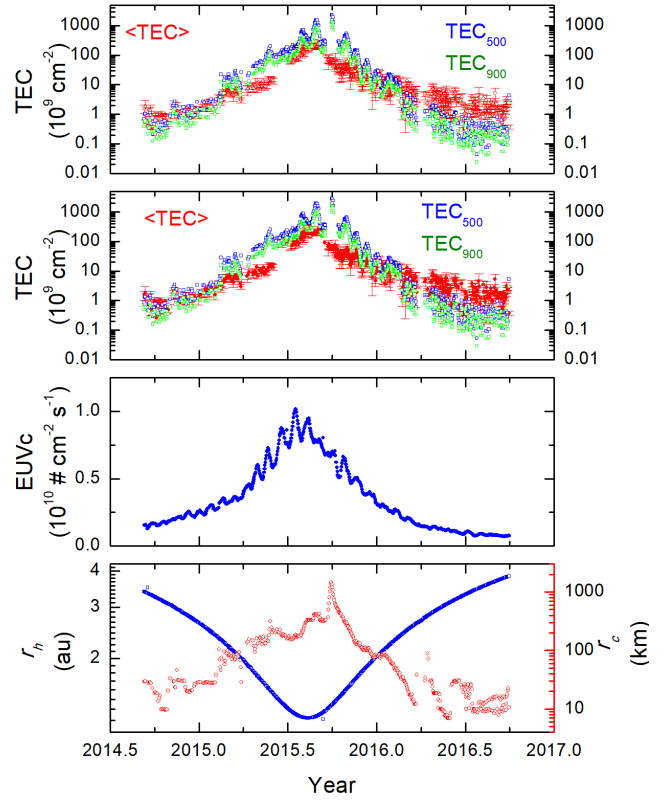 <TEC>
TEC500
TEC900
TEC
(10^9 cm^-2)
1000
100
10
1
0.1
0.01
1000
100
10
1
0.1
0.01
<TEC>
TEC500
TEC900
TEC
(10^9 cm^-2)
1000
100
10
1
0.1
0.01
1000
100
10
1
0.1
0.01
EUVc
(10^10 # cm^-2 s^-1)
1.0
0.5
0.0
r_h
(au)
4
3
2
1000
100
10
r_c
(km)
2014.5 2015.0 2015.5 2016.0 2016.5 2017.0
Year